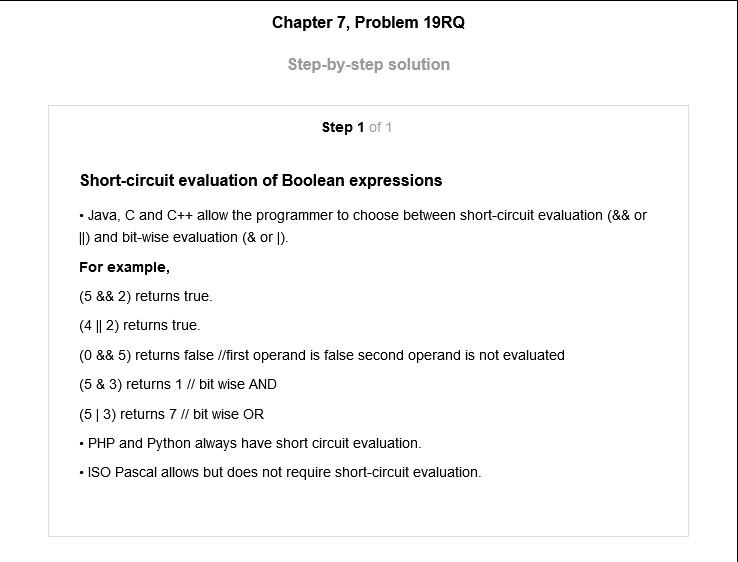 Chapter 7, Problem 19RQ
Step-by-step solution
Step 1 of 1
Short-circuit evaluation of Boolean expressions
• Java, C and C++ allow the programmer to choose between short-circuit evaluation (&& or
||) and bit-wise evaluation (& or |).
For example,
(5 && 2) returns true.
(4 || 2) returns true.
(0 && 5) returns false //first operand is false second operand is not evaluated
(5 & 3) returns 1 // bit wise AND
(5 | 3) returns 7 // bit wise OR
• PHP and Python always have short circuit evaluation.
• ISO Pascal allows but does not require short-circuit evaluation.